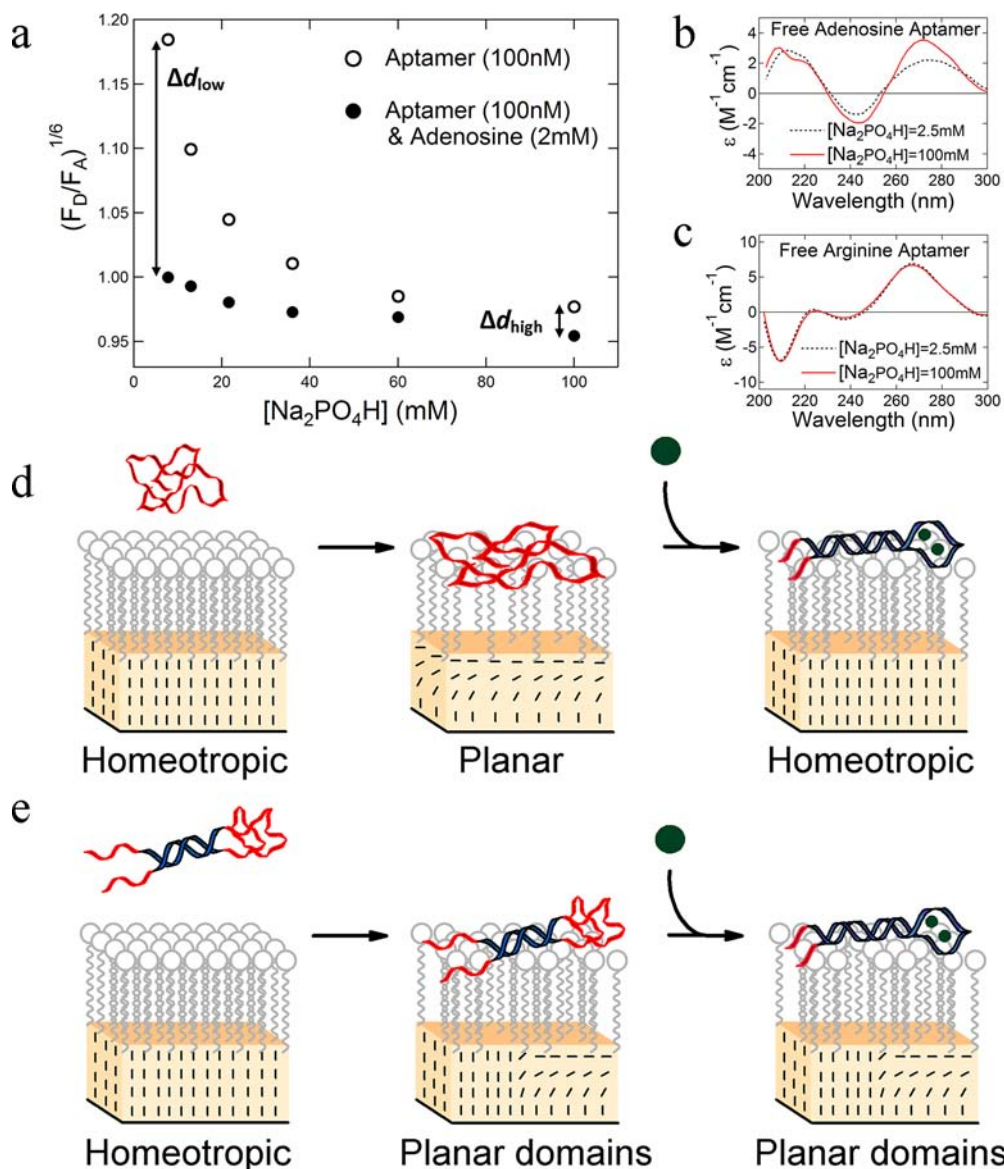 a
1.20
1.15
1.10
1.05
1.00
0.95
(F_D/F_A)^1/6
Δd_low
Aptamer (100nM)
Aptamer (100nM)
& Adenosine (2mM)
Δd_high
0
20
40
60
80
100
[Na₂PO₄H] (mM)
b
Free Adenosine Aptamer
4
2
0
-2
-4
ε (M⁻¹cm⁻¹)
[Na₂PO₄H]=2.5mM
[Na₂PO₄H]=100mM
200
220
240
260
280
300
Wavelength (nm)
c
Free Arginine Aptamer
10
5
0
-5
-10
ε (M⁻¹cm⁻¹)
[Na₂PO₄H]=2.5mM
[Na₂PO₄H]=100mM
200
220
240
260
280
300
Wavelength (nm)
d
Homeotropic
Planar
Homeotropic
e
Homeotropic
Planar domains
Planar domains